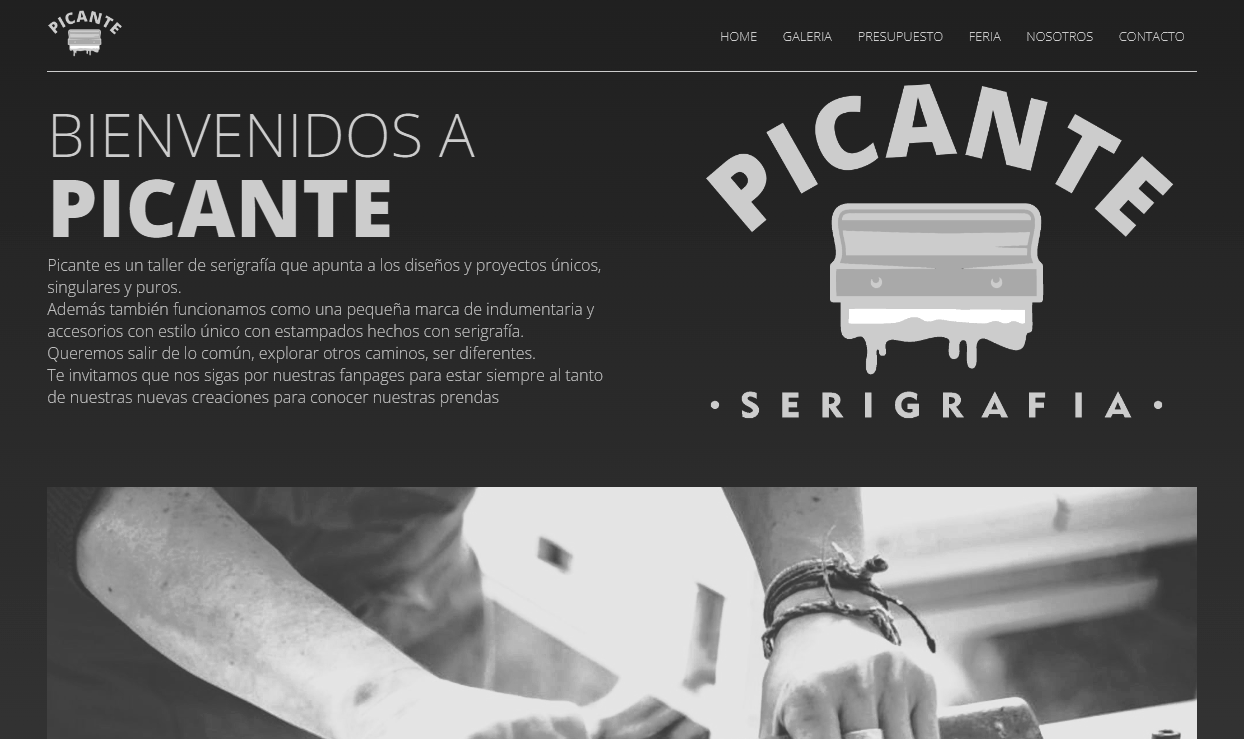 PICANTE
HOME GALERIA PRESUPUESTO FERIA NOSOTROS CONTACTO
BIENVENIDOS A
PICANTE
Picante es un taller de serigrafía que apunta a los diseños y proyectos únicos,
singulares y puros.
Además también funcionamos como una pequeña marca de indumentaria y
accesorios con estilo único con estampados hechos con serigrafía.
Queremos salir de lo común, explorar otros caminos, ser diferentes.
Te invitamos que nos sigas por nuestras fanpages para estar siempre al tanto
de nuestras nuevas creaciones para conocer nuestras prendas
PICANTE
• SERIGRAFIA •